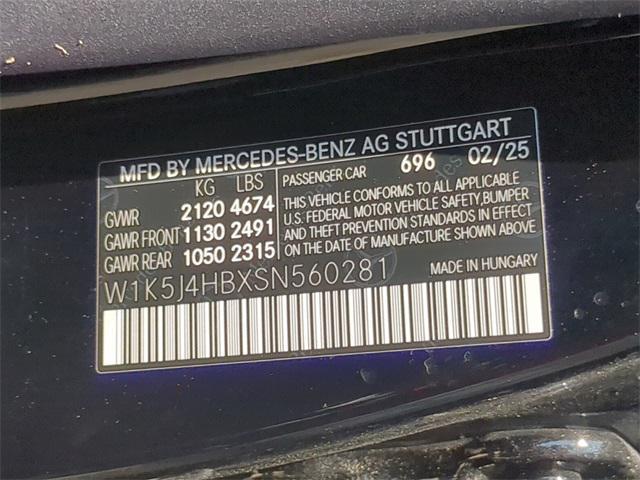 MFD BY MERCEDES-BENZ AG STUTTGART
KG LBS
GVWR 2120 4674
GAWR FRONT 1130 2491
GAWR REAR 1050 2315
PASSENGER CAR 696 02/25
THIS VEHICLE CONFORMS TO ALL APPLICABLE
U.S. FEDERAL MOTOR VEHICLE SAFETY,BUMPER
AND THEFT PREVENTION STANDARDS IN EFFECT
ON THE DATE OF MANUFACTURE SHOWN ABOVE
W1K5J4HBXSN560281
MADE IN HUNGARY